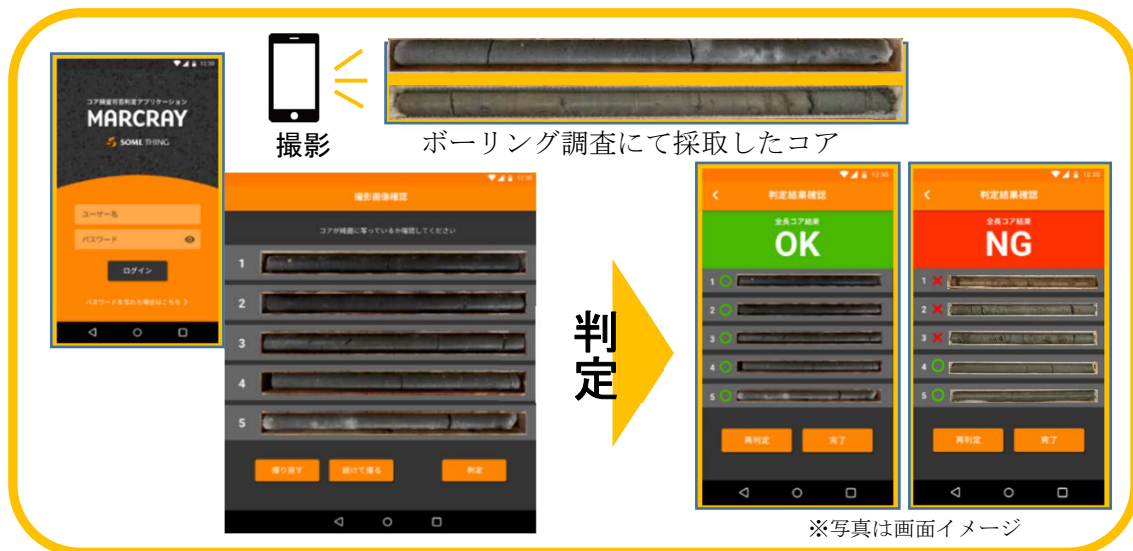 12:30
コア検査可否判定アプリケーション
MARCRAY
SOME THING
ユーザー名
パスワード
ログイン
パスワードを忘れた場合はこちら >
撮影
ボーリング調査にて採取したコア
12:30
撮影画像確認
コアが綺麗に写っているか確認してください
1
2
3
4
5
撮り直す 続けて撮る 判定
判定
12:30
判定結果確認
全長コア結果
OK
1
2
3
4
5
再判定 完了
12:30
判定結果確認
全長コア結果
NG
1
2
3
4
5
再判定 完了
※写真は画面イメージ